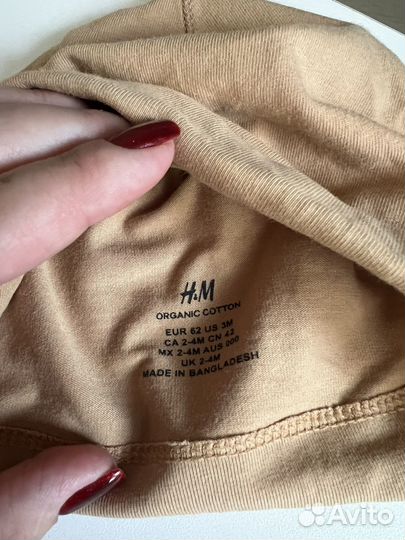 H&M
ORGANIC COTTON
EUR 62 US 3M
CA 2-4M CN 42
MX 2-4M AUS 000
UK 2-4M
MADE IN BANGLADESH
Avito